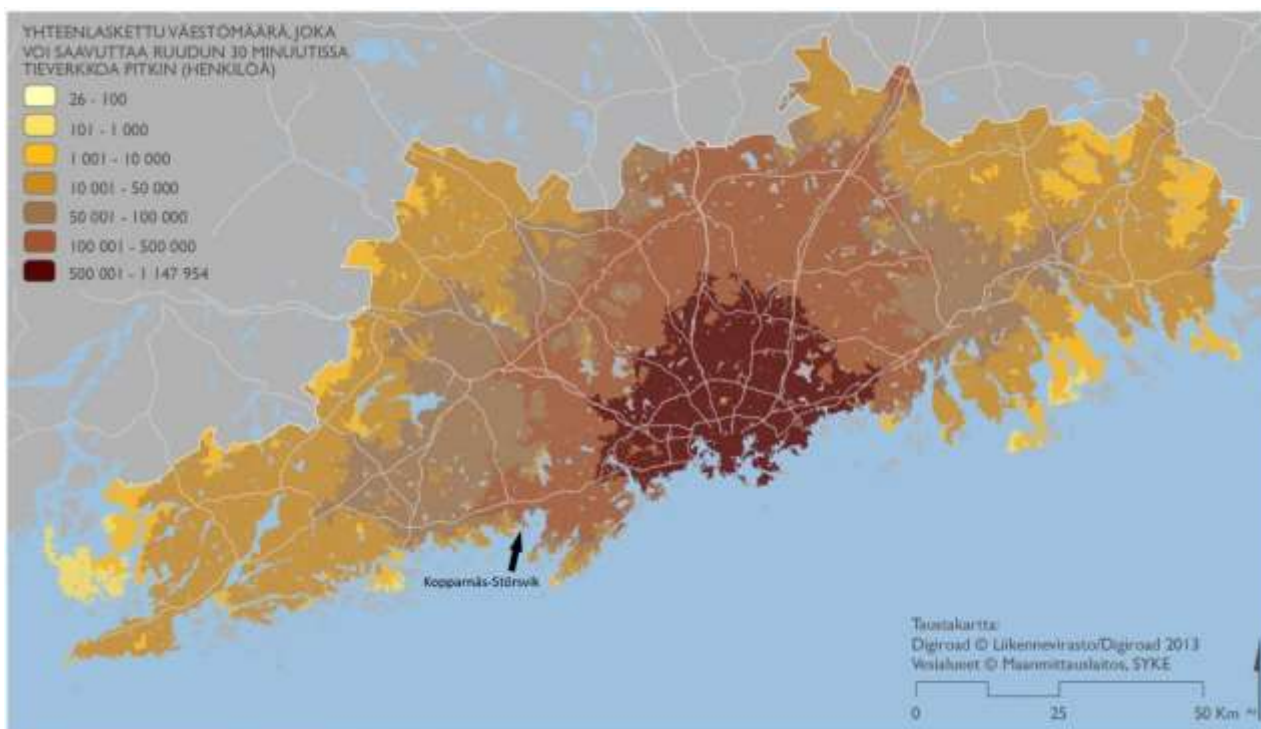 YHTEENLASKETTU VÄESTÖMÄÄRÄ, JOKA
VOI SAAVUTTAA RUUDUN 30 MINUUTISSA
TIEVERKKOA PITKIN (HENKILÖÄ)
26 - 100
101 - 1 000
1 001 - 10 000
10 001 - 50 000
50 001 - 100 000
100 001 - 500 000
500 001 - 1 147 954
Kopparnäs-Störsvik
Taustakartta:
Digiroad © Liikennevirasto/Digiroad 2013
Vesialueet © Maanmittauslaitos, SYKE
0 25 50 Km